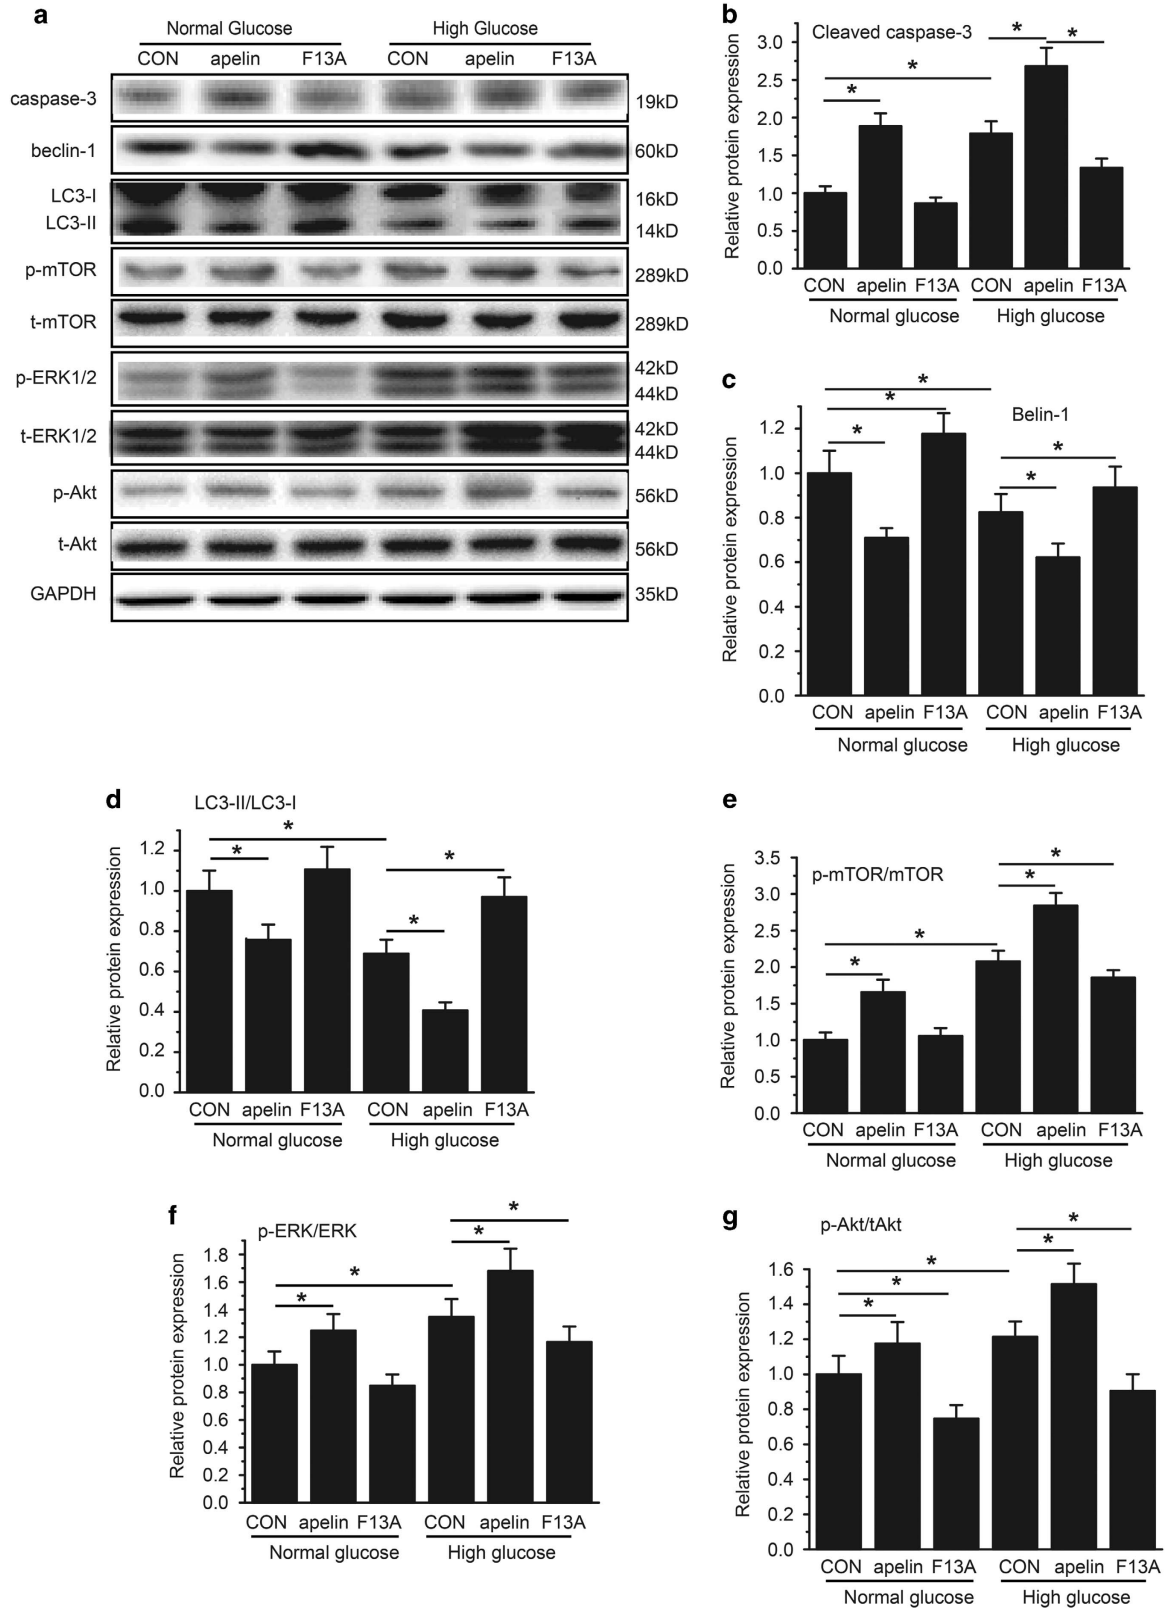 a
Normal Glucose High Glucose
CON apelin F13A CON apelin F13A
caspase-3 19kD
beclin-1 60kD
LC3-I 16kD
LC3-II 14kD
p-mTOR 289kD
t-mTOR 289kD
p-ERK1/2 42kD
44kD
t-ERK1/2 42kD
44kD
p-Akt 56kD
t-Akt 56kD
GAPDH 35kD
b
Cleaved caspase-3
Relative protein expression
3.0
2.5
2.0
1.5
1.0
0.5
0.0
* * * *
CON apelin F13A CON apelin F13A
Normal glucose High glucose
c
Belin-1
Relative protein expression
1.2
1.0
0.8
0.6
0.4
0.2
0.0
* * * * *
CON apelin F13A CON apelin F13A
Normal glucose High glucose
d
LC3-II/LC3-I
Relative protein expression
1.2
1.0
0.8
0.6
0.4
0.2
0.0
* * * *
CON apelin F13A CON apelin F13A
Normal glucose High glucose
e
p-mTOR/mTOR
Relative protein expression
3.5
3.0
2.5
2.0
1.5
1.0
0.5
0.0
* * * *
CON apelin F13A CON apelin F13A
Normal glucose High glucose
f
p-ERK/ERK
Relative protein expression
1.8
1.6
1.4
1.2
1.0
0.8
0.6
0.4
0.2
0.0
* * * *
CON apelin F13A CON apelin F13A
Normal glucose High glucose
g
p-Akt/tAkt
Relative protein expression
1.6
1.4
1.2
1.0
0.8
0.6
0.4
0.2
0.0
* * * * *
CON apelin F13A CON apelin F13A
Normal glucose High glucose